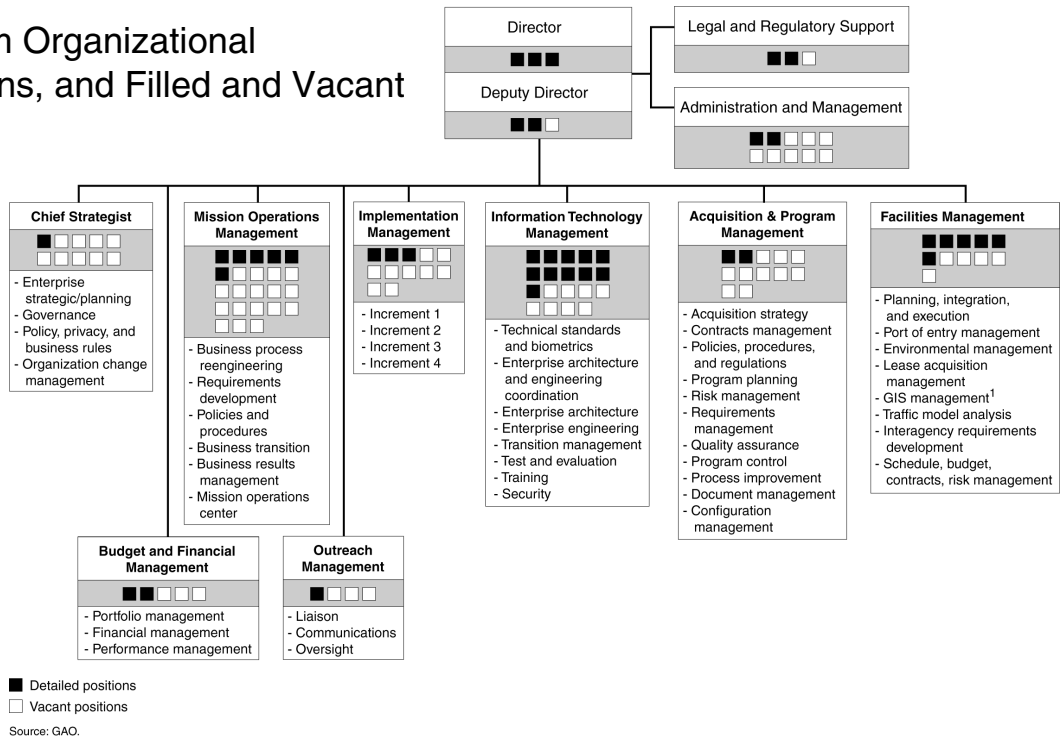 n Organizational
ns, and Filled and Vacant
Director
Deputy Director
Legal and Regulatory Support
Administration and Management
Chief Strategist
- Enterprise
strategic/planning
- Governance
- Policy, privacy, and
business rules
- Organization change
management
Mission Operations
Management
- Business process
reengineering
- Requirements
development
- Policies and
procedures
- Business transition
- Business results
management
- Mission operations
center
Implementation
Management
- Increment 1
- Increment 2
- Increment 3
- Increment 4
Information Technology
Management
- Technical standards
and biometrics
- Enterprise architecture
and engineering
coordination
- Enterprise architecture
- Enterprise engineering
- Transition management
- Test and evaluation
- Training
- Security
Acquisition & Program
Management
- Acquisition strategy
- Contracts management
- Policies, procedures,
and regulations
- Program planning
- Risk management
- Requirements
management
- Quality assurance
- Program control
- Process improvement
- Document management
- Configuration
management
Facilities Management
- Planning, integration,
and execution
- Port of entry management
- Environmental management
- Lease acquisition
management
- GIS management1
- Traffic model analysis
- Interagency requirements
development
- Schedule, budget,
contracts, risk management
Budget and Financial
Management
- Portfolio management
- Financial management
- Performance management
Outreach
Management
- Liaison
- Communications
- Oversight
Detailed positions
Vacant positions
Source: GAO.